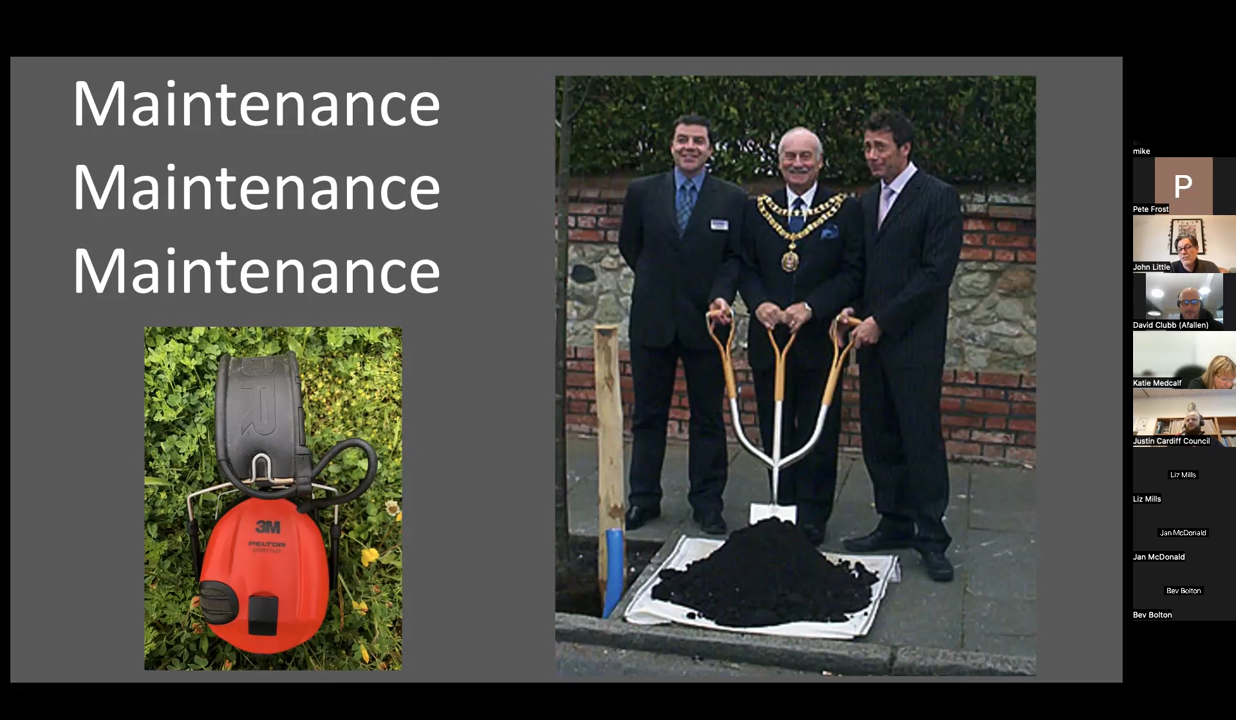 Maintenance
Maintenance
Maintenance
3M
PELTOR
mike
P
Pete Frost
John Little
David Clubb (Afallen)
Katie Medcalf
Justin Cardiff Council
Liz Mills
Liz Mills
Jan McDonald
Jan McDonald
Bev Bolton
Bev Bolton